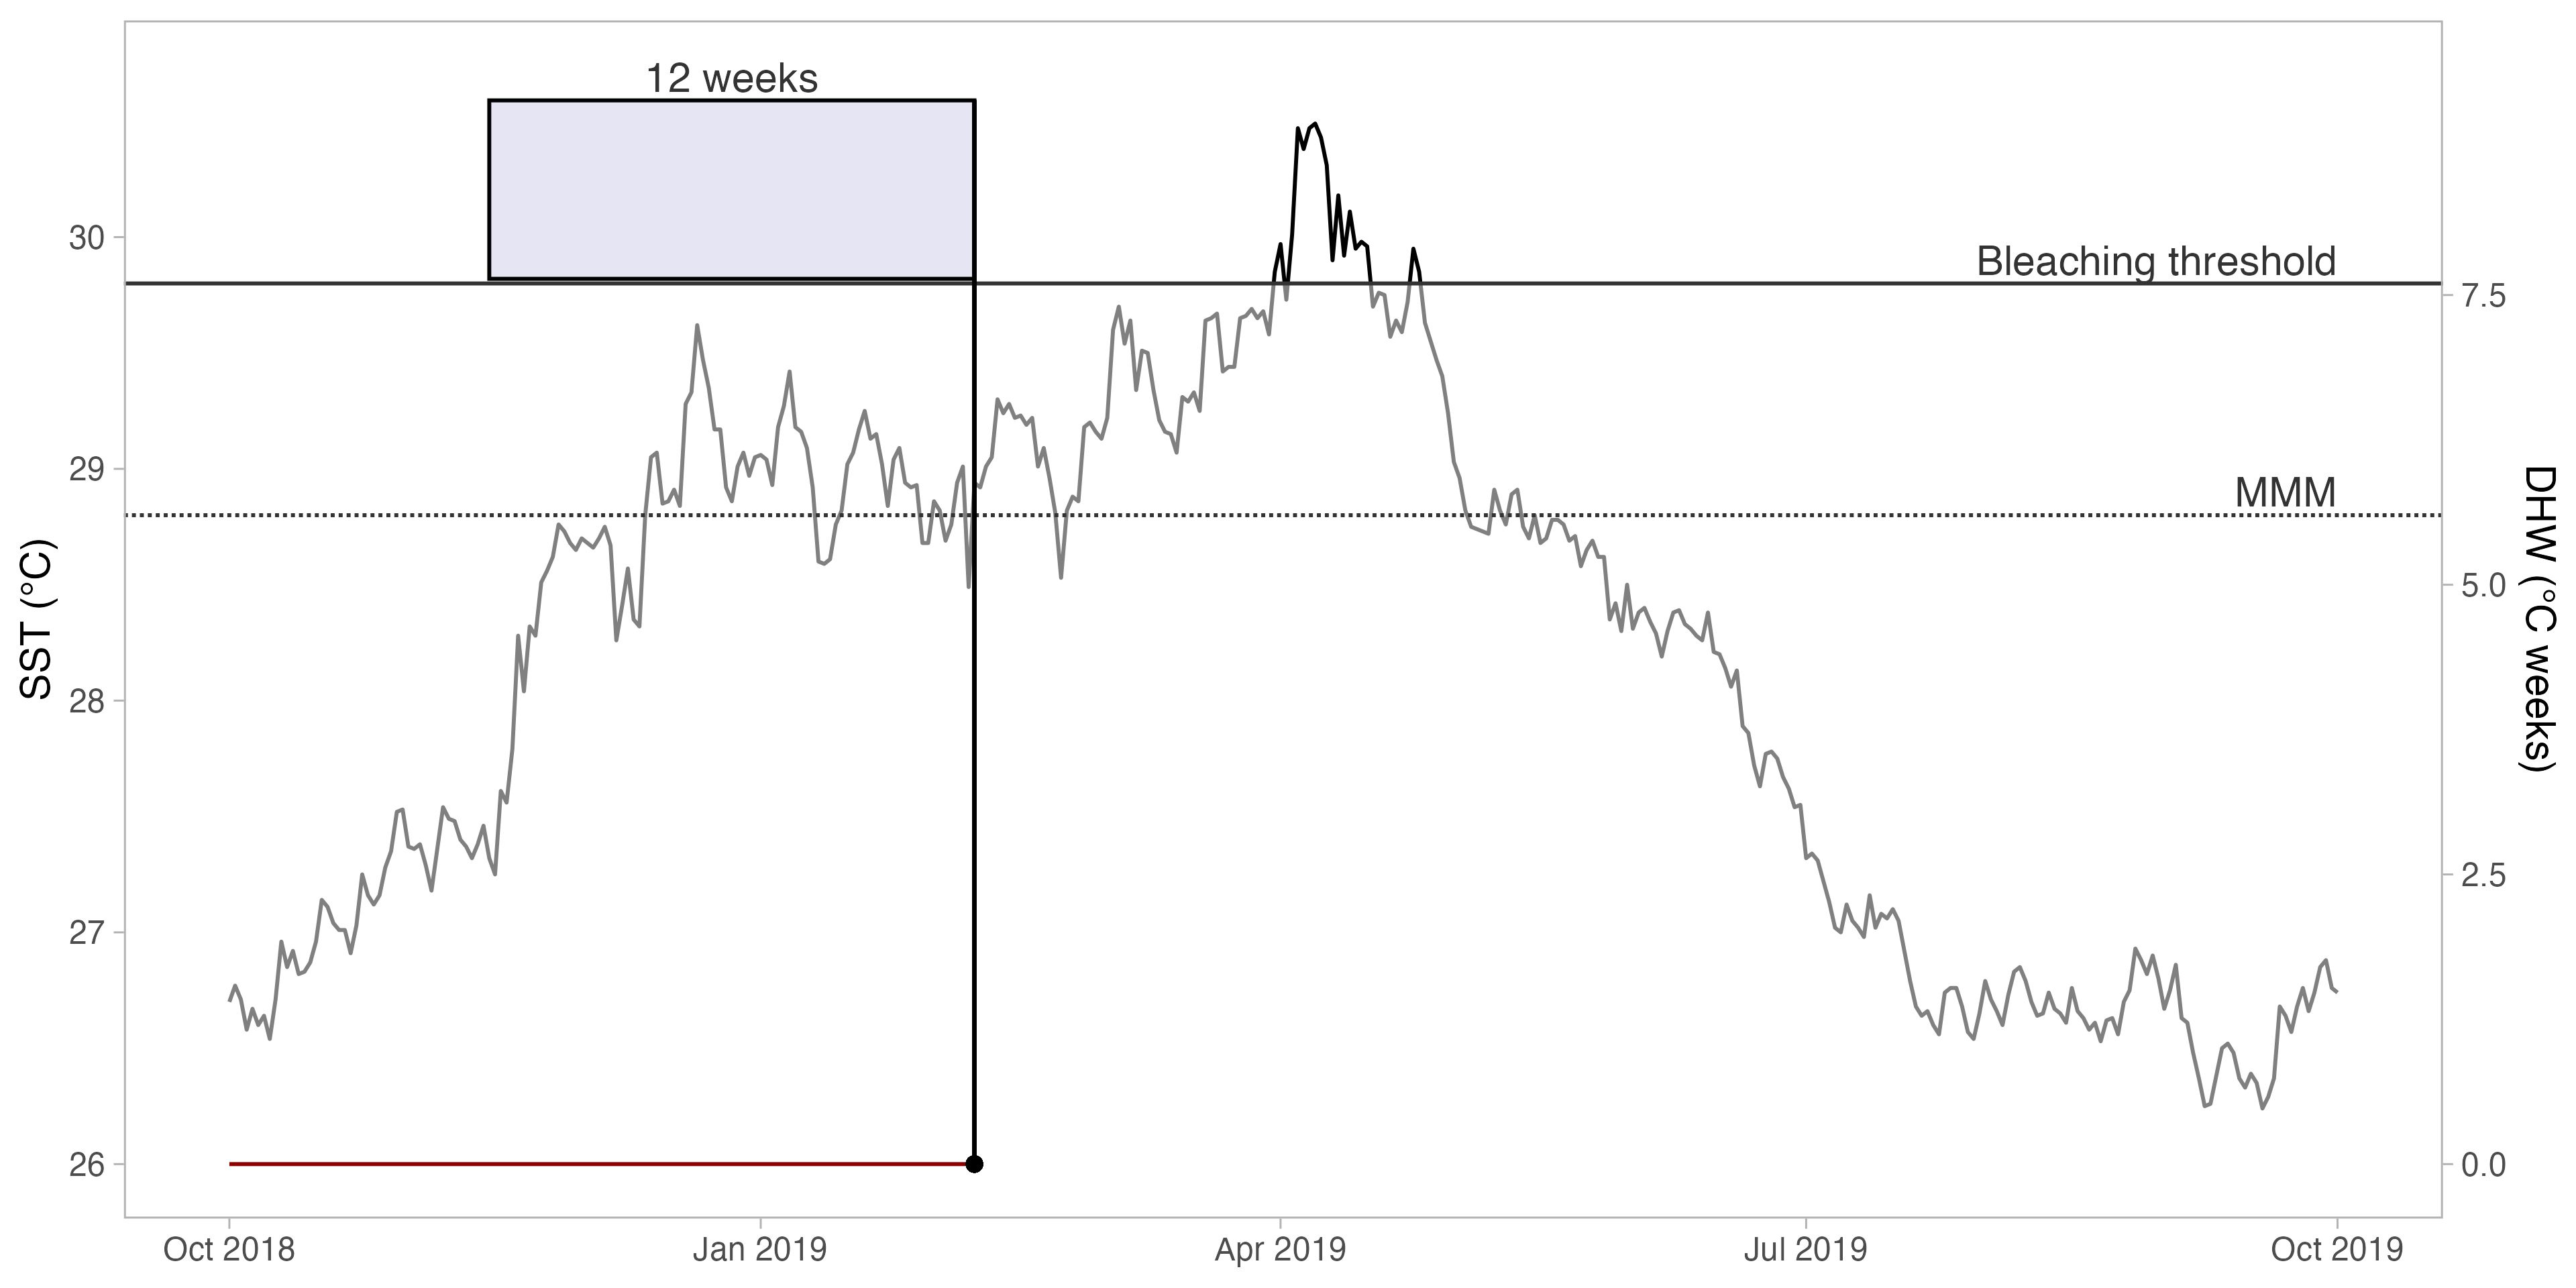 12 weeks
30
Bleaching threshold
7.5
29
MMM
5.0
28
2.5
27
26
0.0
SST (°C)
DHW (°C weeks)
Oct 2018
Jan 2019
Apr 2019
Jul 2019
Oct 2019